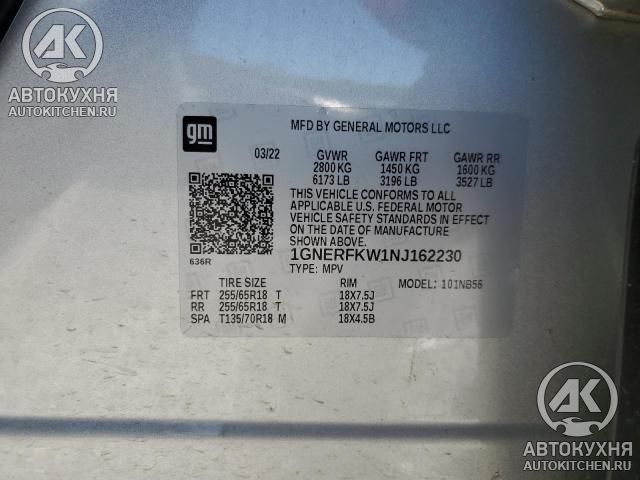 AK
АВТОКУХНЯ
AUTOKITCHEN.RU
gm
MFD BY GENERAL MOTORS LLC
03/22 GVWR GAWR FRT GAWR RR
2800 KG 1450 KG 1600 KG
6173 LB 3196 LB 3527 LB
THIS VEHICLE CONFORMS TO ALL
APPLICABLE U.S. FEDERAL MOTOR
VEHICLE SAFETY STANDARDS IN EFFECT
ON THE DATE OF MANUFACTURE
SHOWN ABOVE.
636R
1GNERFKW1NJ162230
TYPE: MPV
TIRE SIZE RIM MODEL: 101NB56
FRT 255/65R18 T 18X7.5J
RR 255/65R18 T 18X7.5J
SPA T135/70R18 M 18X4.5B
AK
АВТОКУХНЯ
AUTOKITCHEN.RU